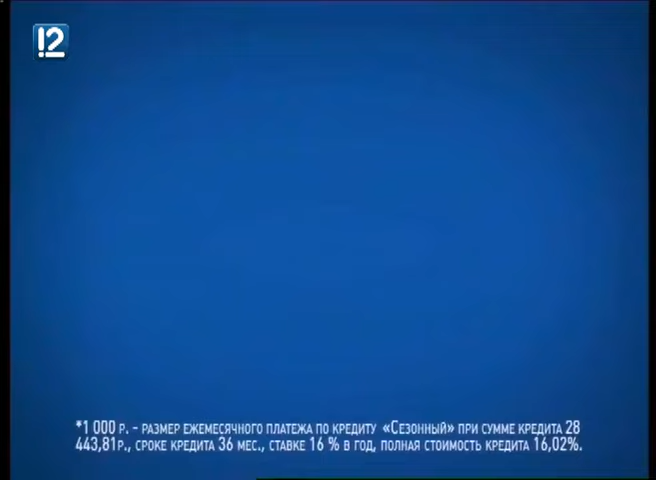 12
*1 000 р. - РАЗМЕР ЕЖЕМЕСЯЧНОГО ПЛАТЕЖА ПО КРЕДИТУ «СЕЗОННЫЙ» ПРИ СУММЕ КРЕДИТА 28
443,81р., СРОКЕ КРЕДИТА 36 МЕС., СТАВКЕ 16 % В ГОД, ПОЛНАЯ СТОИМОСТЬ КРЕДИТА 16,02%.